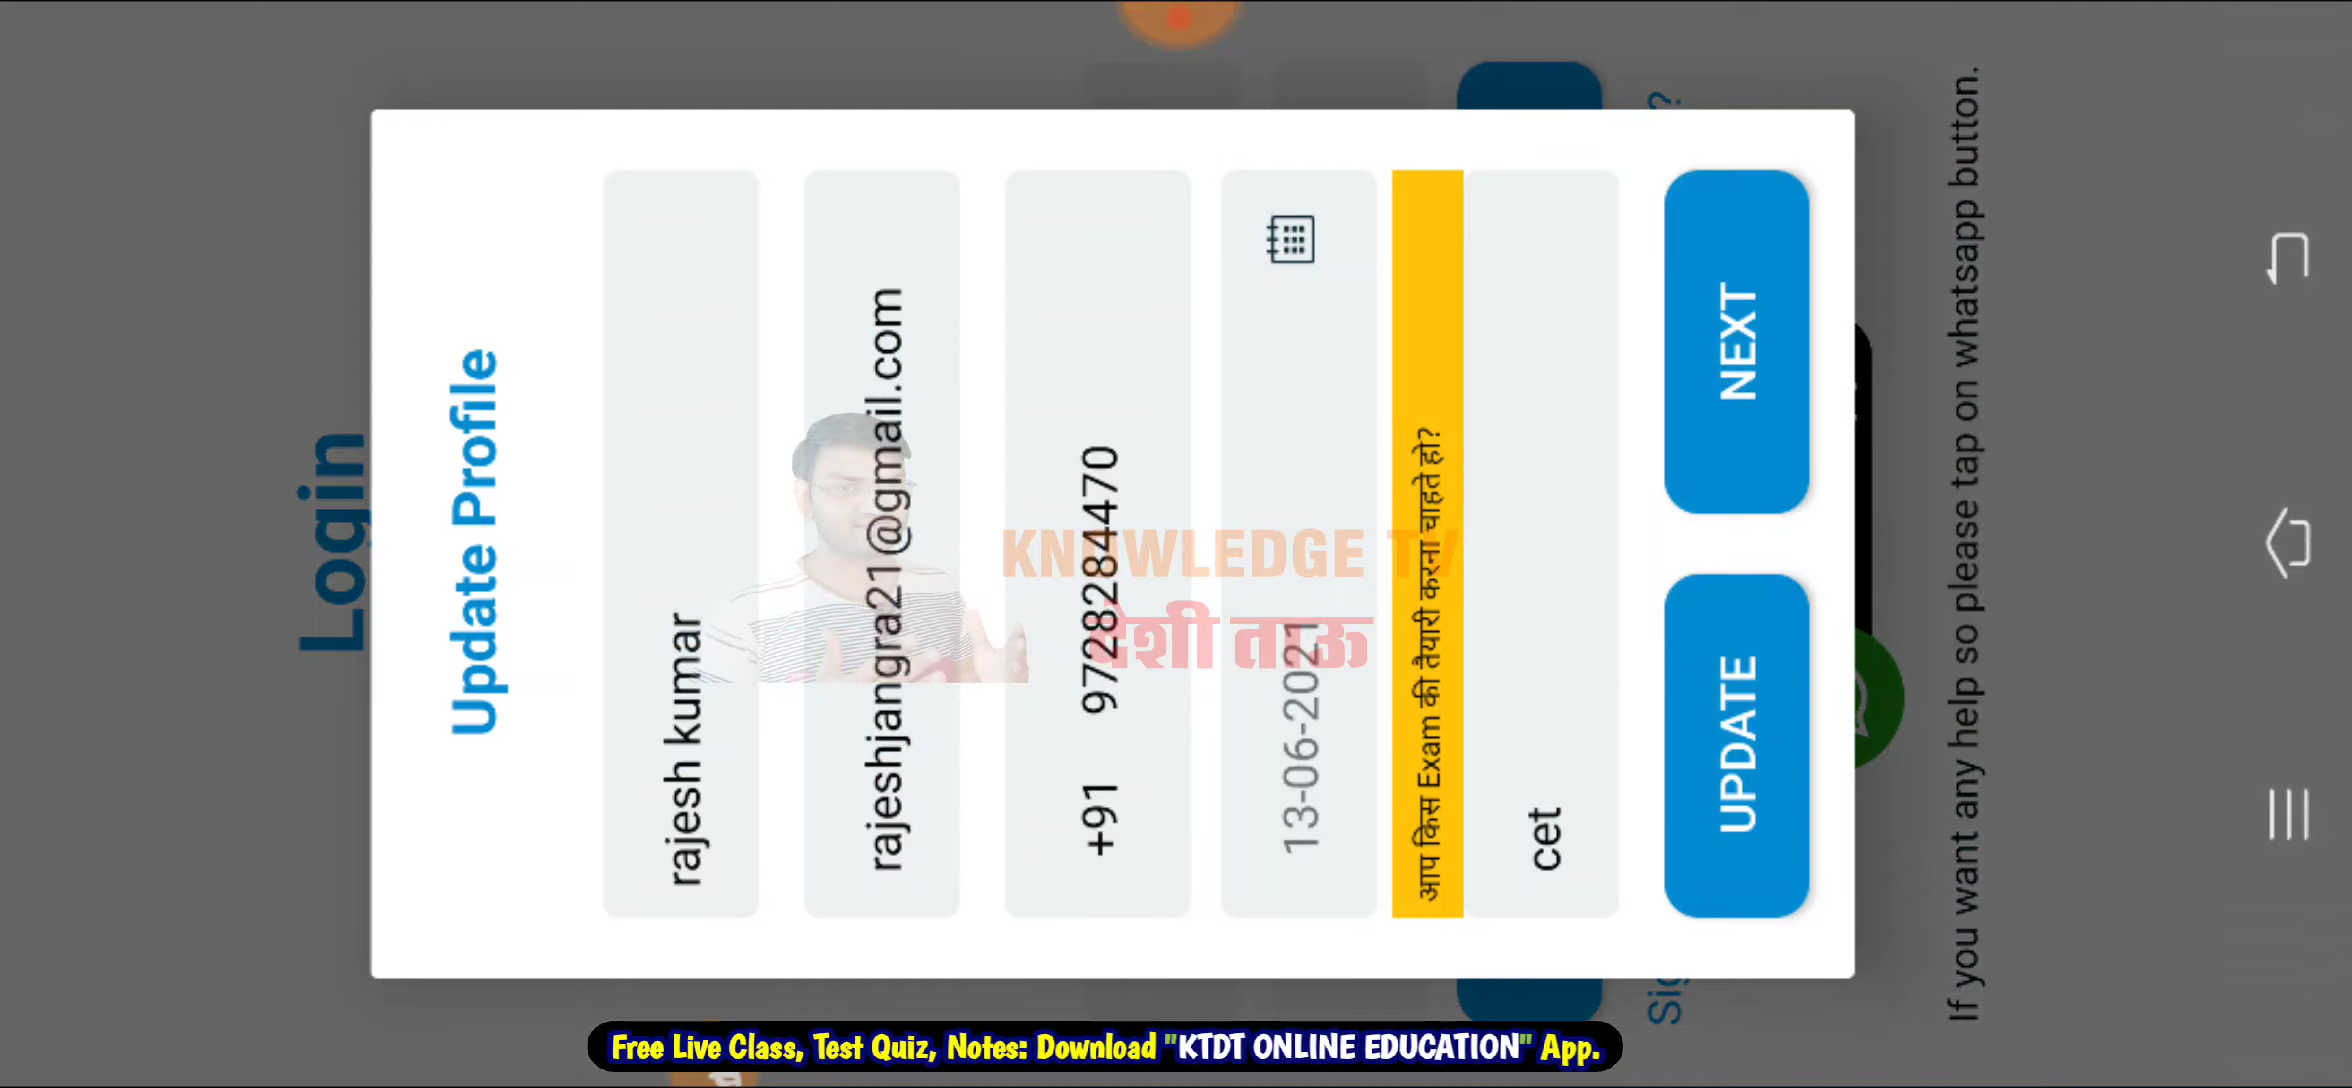 Login
Update Profile
rajesh kumar
rajeshjangra21@gmail.com
+91 9728284470
13-06-2021
आप किस Exam की तैयारी करना चाहते हो?
cet
UPDATE NEXT
Sig
?
If you want any help so please tap on whatsapp button.
KNOWLEDGE TV
देशी ताऊ
Free Live Class, Test Quiz, Notes: Download "KTDT ONLINE EDUCATION" App.